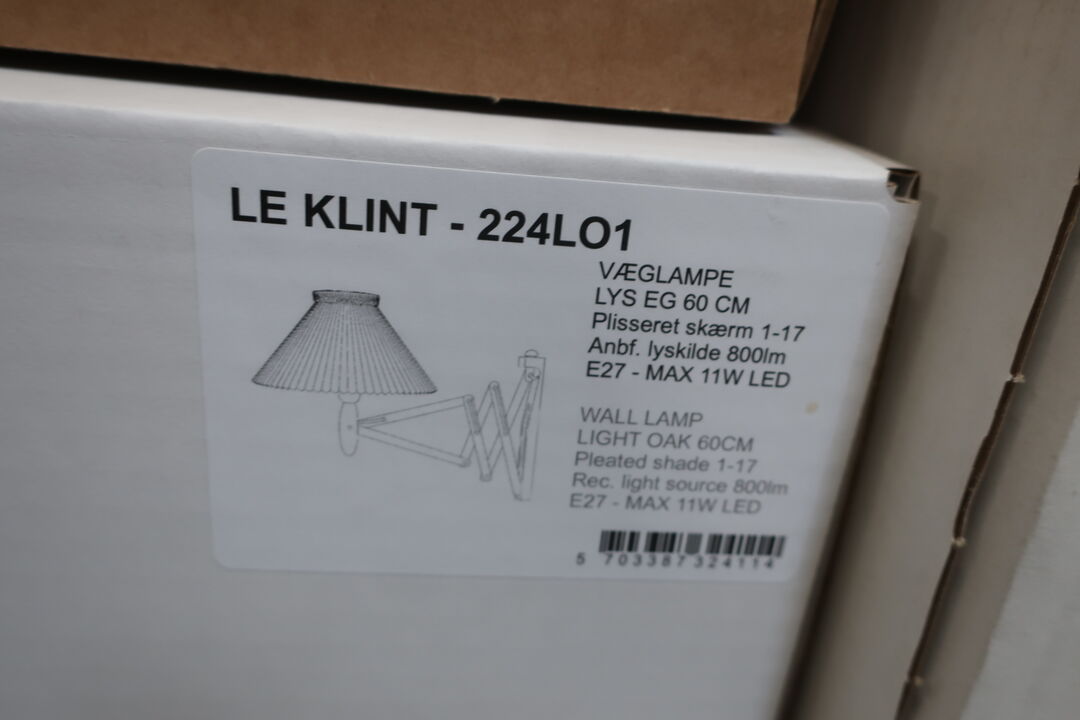 LE KLINT - 224LO1
VÆGLAMPE
LYS EG 60 CM
Plisseret skærm 1-17
Anbf. lyskilde 800lm
E27 - MAX 11W LED
WALL LAMP
LIGHT OAK 60CM
Pleated shade 1-17
Rec. light source 800lm
E27 - MAX 11W LED
5 703387 324114